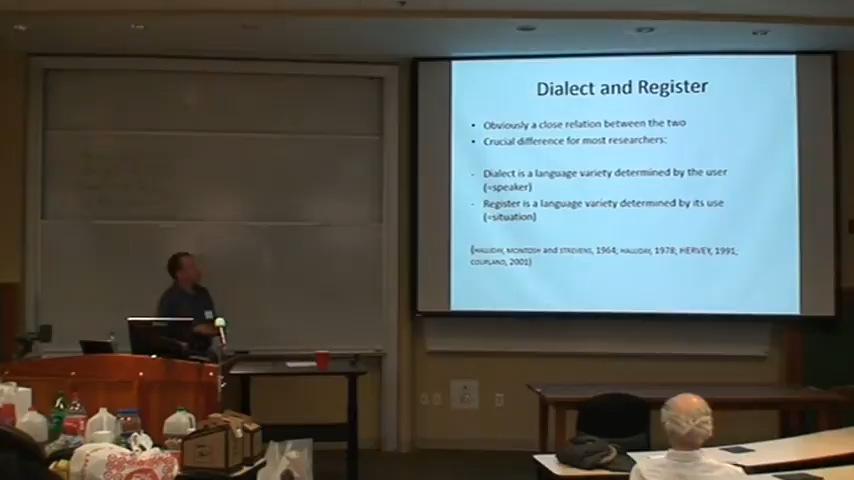 Dialect and Register
• Obviously a close relation between the two
• Crucial difference for most researchers:
- Dialect is a language variety determined by the user
(=speaker)
- Register is a language variety determined by its use
(=situation)
(HALLIDAY, MCINTOSH and STREVENS, 1964; HALLIDAY, 1978; HERVEY, 1991;
COUPLAND, 2001)